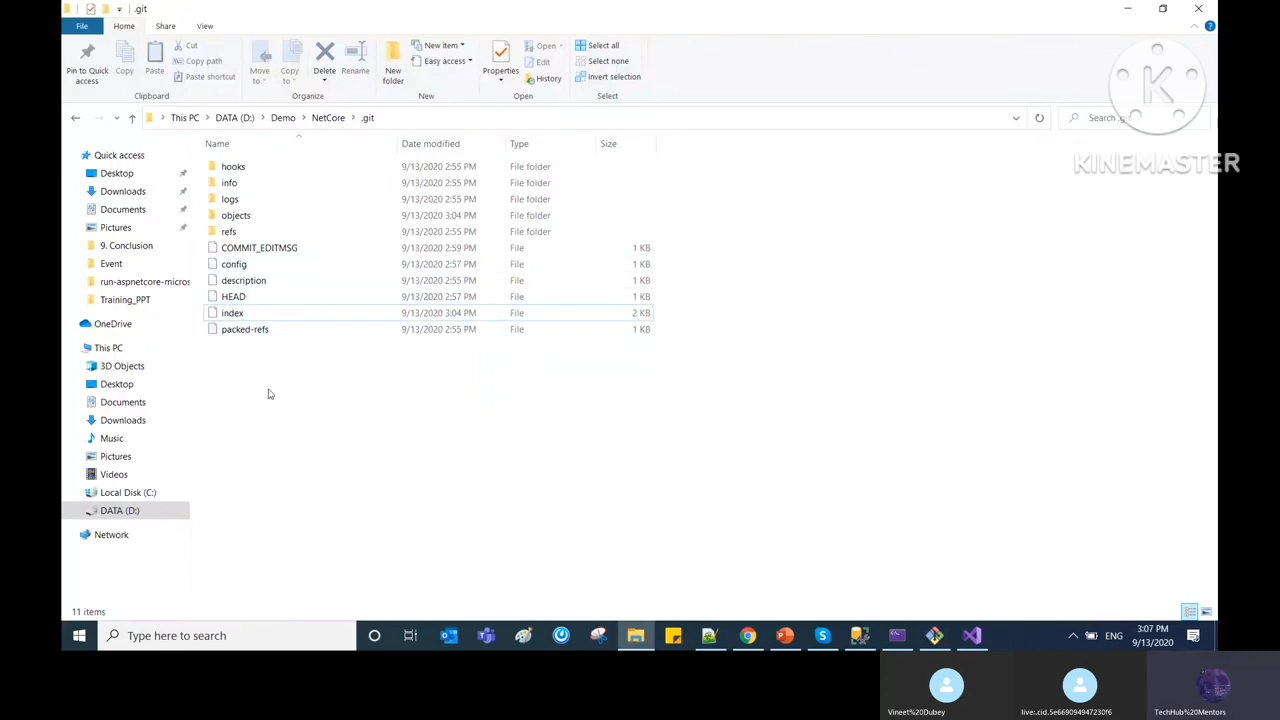 .git
File Home Share View
Pin to Quick access
Copy
Paste
Cut
Copy path
Paste shortcut
Clipboard
Move to
Copy to
Delete
Rename
Organize
New folder
New item
Easy access
New
Properties
Open
Edit
History
Open
Select all
Select none
Invert selection
Select
K
KINEMASTER
This PC > DATA (D:) > Demo > NetCore > .git
Search .g
Name Date modified Type Size
Quick access
Desktop
Downloads
Documents
Pictures
9. Conclusion
Event
run-aspnetcore-micros
Training_PPT
OneDrive
This PC
3D Objects
Desktop
Documents
Downloads
Music
Pictures
Videos
Local Disk (C:)
DATA (D:)
Network
hooks 9/13/2020 2:55 PM File folder
info 9/13/2020 2:55 PM File folder
logs 9/13/2020 2:55 PM File folder
objects 9/13/2020 3:04 PM File folder
refs 9/13/2020 2:55 PM File folder
COMMIT_EDITMSG 9/13/2020 2:59 PM File 1 KB
config 9/13/2020 2:57 PM File 1 KB
description 9/13/2020 2:55 PM File 1 KB
HEAD 9/13/2020 2:57 PM File 1 KB
index 9/13/2020 3:04 PM File 2 KB
packed-refs 9/13/2020 2:55 PM File 1 KB
11 items
Type here to search
ENG
3:07 PM
9/13/2020
Vineet%20Dubey
live:.cid.5e669094947230f6
TechHub%20Mentors